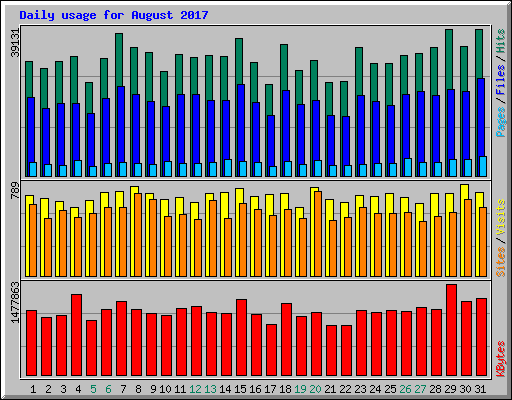 Daily usage for August 2017
39131
Pages / Files / Hits
789
Sites / Visits
1477863
KBytes
1 2 3 4 5 6 7 8 9 10 11 12 13 14 15 16 17 18 19 20 21 22 23 24 25 26 27 28 29 30 31